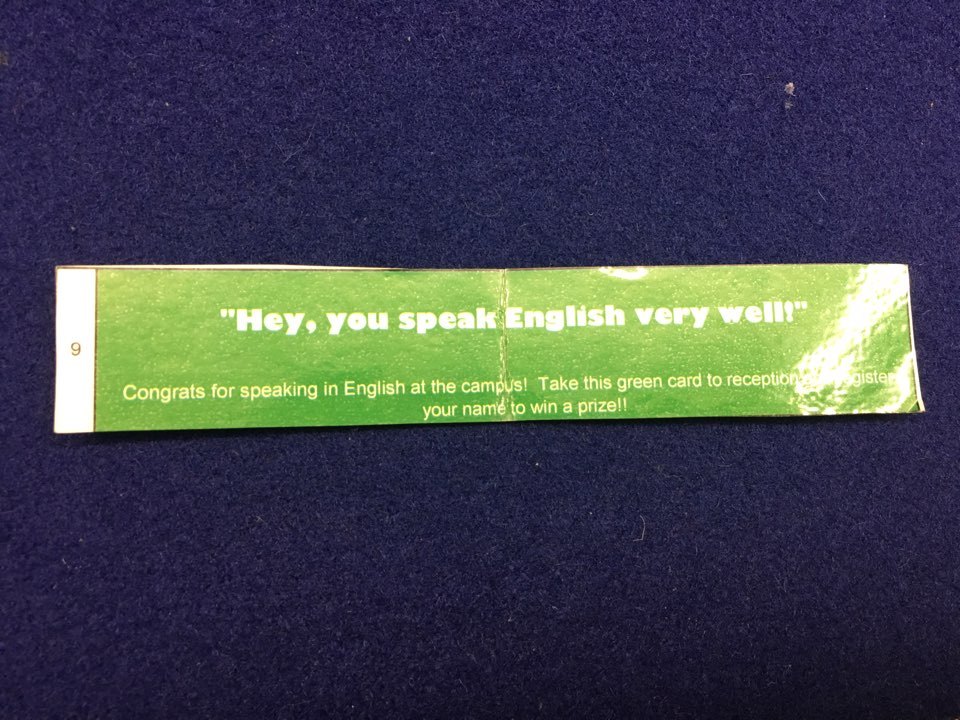 9
"Hey, you speak English very well!"
Congrats for speaking in English at the campus! Take this green card to reception register
your name to win a prize!!